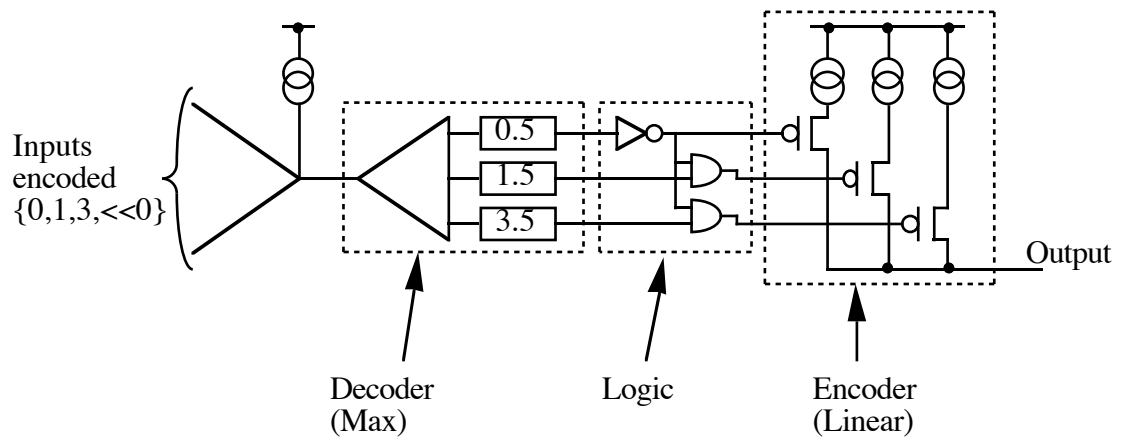 Inputs
encoded
{0,1,3,<<0}
0.5
1.5
3.5
Output
Decoder
(Max)
Logic
Encoder
(Linear)